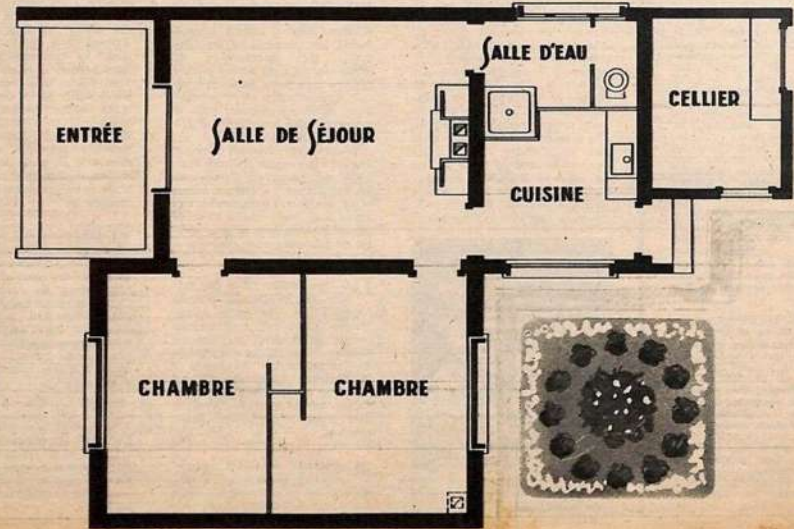 ENTRÉE
SALLE DE SÉJOUR
SALLE D'EAU
CELLIER
CUISINE
CHAMBRE
CHAMBRE